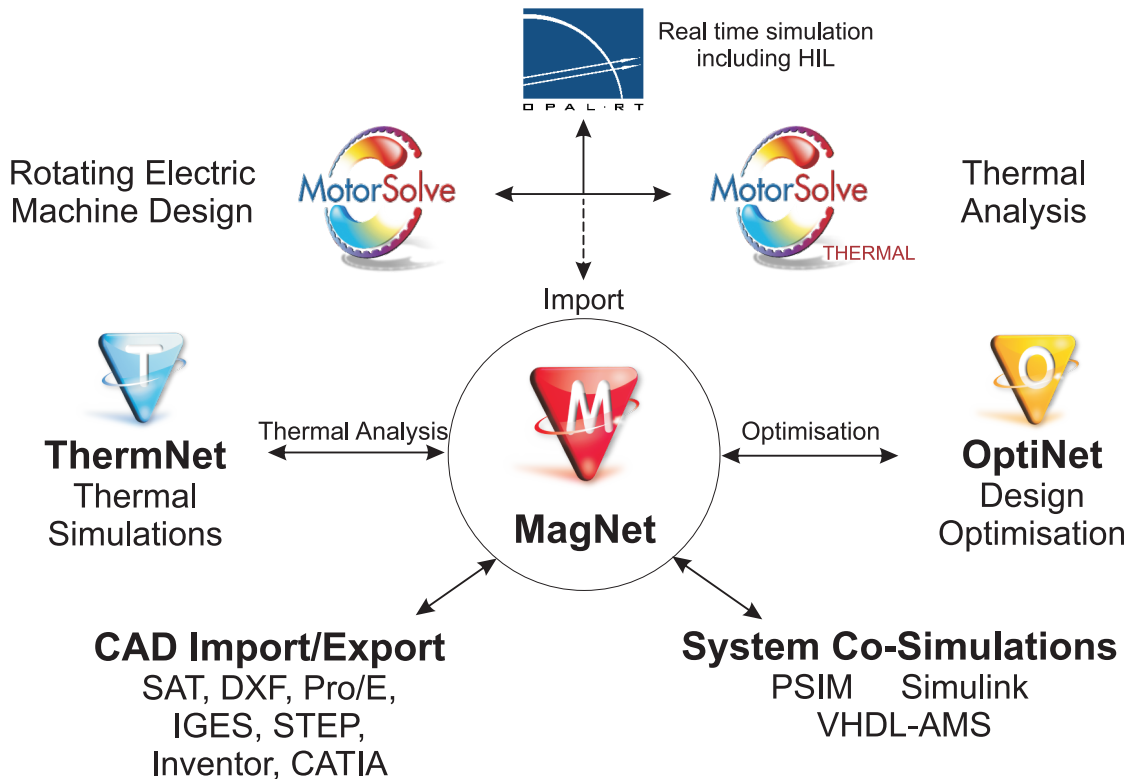 Real time simulation
including HIL
OPAL-RT
Rotating Electric
Machine Design
MotorSolve
MotorSolve
THERMAL
Thermal
Analysis
Import
T
O
M
ThermNet
Thermal
Simulations
Thermal Analysis
MagNet
Optimisation
OptiNet
Design
Optimisation
CAD Import/Export
SAT, DXF, Pro/E,
IGES, STEP,
Inventor, CATIA
System Co-Simulations
PSIM Simulink
VHDL-AMS